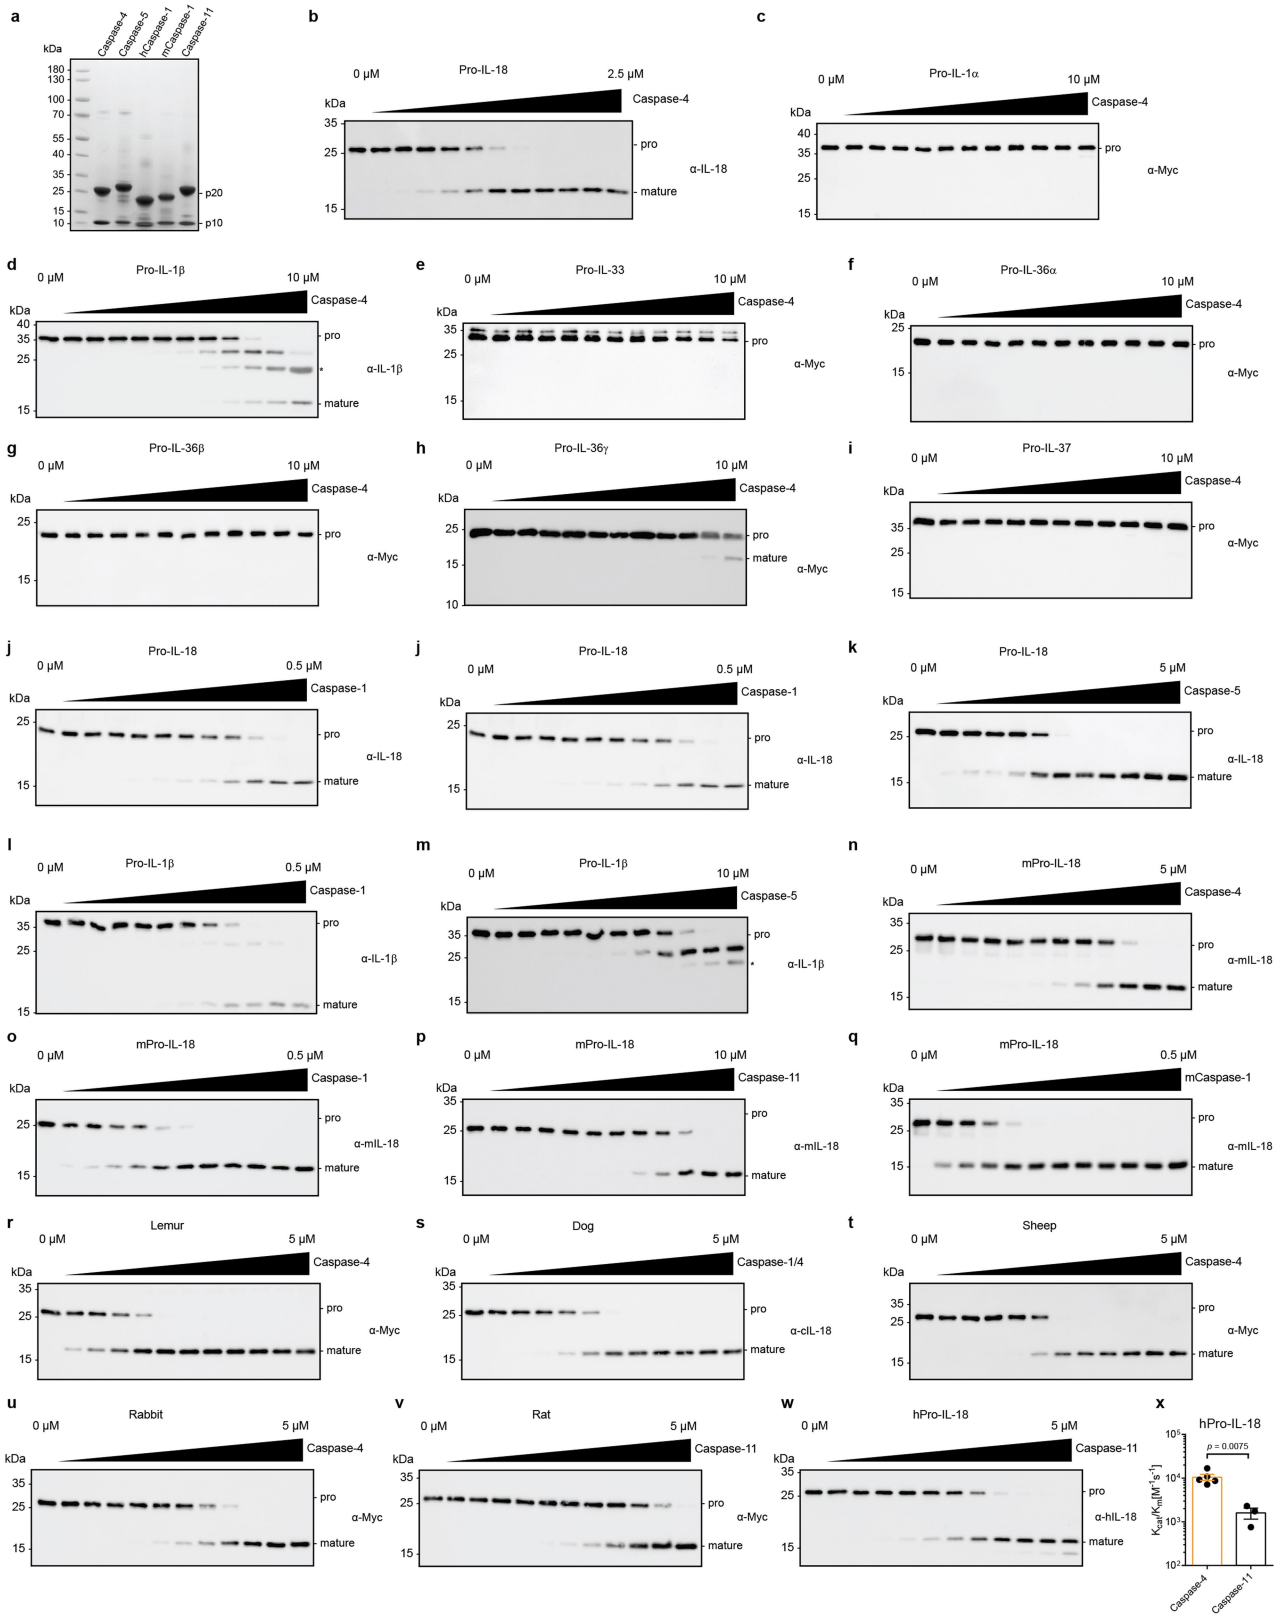 a
Caspase-4
Caspase-5
hCaspase-1
mCaspase-1
Caspase-11
kDa
180
130
100
70
55
40
35
25
15
10
p20
p10
b
Pro-IL-18
0 µM
2.5 µM
Caspase-4
kDa
35
25
15
pro
α-IL-18
mature
c
Pro-IL-1α
0 µM
10 µM
Caspase-4
kDa
40
35
25
15
pro
α-Myc
d
Pro-IL-1β
0 µM
10 µM
Caspase-4
kDa
40
35
25
15
pro
*
α-IL-1β
mature
e
Pro-IL-33
0 µM
10 µM
Caspase-4
kDa
35
25
15
pro
α-Myc
f
Pro-IL-36α
0 µM
10 µM
Caspase-4
kDa
25
15
pro
α-Myc
g
Pro-IL-36β
0 µM
10 µM
Caspase-4
kDa
25
15
pro
α-Myc
h
Pro-IL-36γ
0 µM
10 µM
Caspase-4
kDa
25
15
10
pro
mature
α-Myc
i
Pro-IL-37
0 µM
10 µM
Caspase-4
kDa
35
25
15
pro
α-Myc
j
Pro-IL-18
0 µM
0.5 µM
Caspase-1
kDa
25
15
pro
α-IL-18
mature
j
Pro-IL-18
0 µM
0.5 µM
Caspase-1
kDa
25
15
pro
α-IL-18
mature
k
Pro-IL-18
0 µM
5 µM
Caspase-5
kDa
25
15
pro
α-IL-18
mature
l
Pro-IL-1β
0 µM
0.5 µM
Caspase-1
kDa
35
25
15
pro
α-IL-1β
mature
m
Pro-IL-1β
0 µM
10 µM
Caspase-5
kDa
35
25
15
pro
*
α-IL-1β
n
mPro-IL-18
0 µM
5 µM
Caspase-4
kDa
35
25
15
pro
α-mIL-18
mature
o
mPro-IL-18
0 µM
0.5 µM
Caspase-1
kDa
25
15
pro
α-mIL-18
mature
p
mPro-IL-18
0 µM
10 µM
Caspase-11
kDa
35
25
15
pro
α-mIL-18
mature
q
mPro-IL-18
0 µM
0.5 µM
mCaspase-1
kDa
35
25
15
pro
α-mIL-18
mature
r
Lemur
0 µM
5 µM
Caspase-4
kDa
35
25
15
pro
α-Myc
mature
s
Dog
0 µM
5 µM
Caspase-1/4
kDa
35
25
15
pro
α-cIL-18
mature
t
Sheep
0 µM
5 µM
Caspase-4
kDa
35
25
15
pro
α-Myc
mature
u
Rabbit
0 µM
5 µM
Caspase-4
kDa
35
25
15
pro
α-Myc
mature
v
Rat
0 µM
5 µM
Caspase-11
kDa
35
25
15
pro
α-Myc
mature
w
hPro-IL-18
0 µM
5 µM
Caspase-11
kDa
35
25
15
pro
α-hIL-18
mature
x
hPro-IL-18
p = 0.0075
Kcat/Km[M⁻¹s⁻¹]
10⁵
10⁴
10³
10²
Caspase-4
Caspase-11